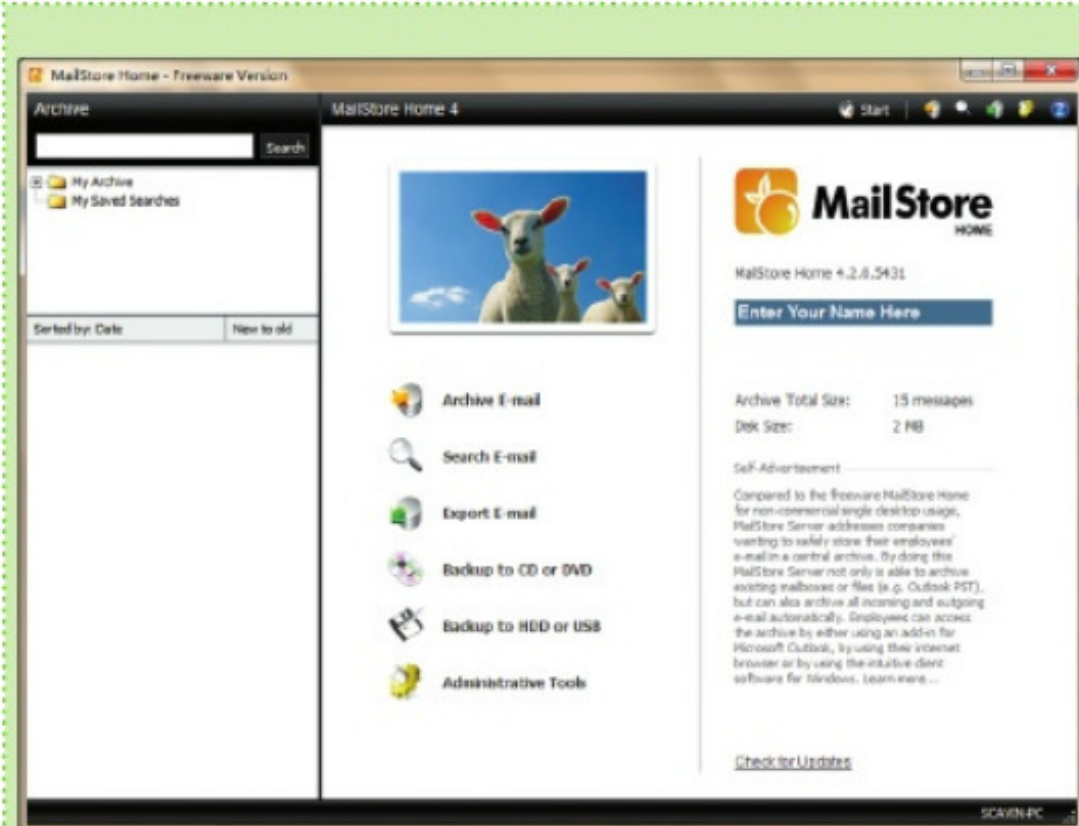 MailStore Home - Freeware Version
Archive
MailStore Home 4
Start
Search
My Archive
My Saved Searches
Sorted by: Date
New to old
MailStore
HOME
MailStore Home 4.2.0.5431
Enter Your Name Here
Archive E-mail
Search E-mail
Export E-mail
Backup to CD or DVD
Backup to HDD or USB
Administrative Tools
Archive Total Size: 15 messages
Disk Size: 2 MB
Self-Advertisement
Compared to the freeware MailStore Home
for non-commercial single desktop usage,
MailStore Server addresses companies
wanting to safely store their employees'
e-mail in a central archive. By doing this
MailStore Server not only is able to archive
existing mailboxes or files (e.g. Outlook PST),
but can also archive all incoming and outgoing
e-mail automatically. Employees can access
the archive by either using an add-in for
Microsoft Outlook, by using their internet
browser or by using the intuitive client
software for Windows. Learn more...
Check for Updates
SCAVIN-PC